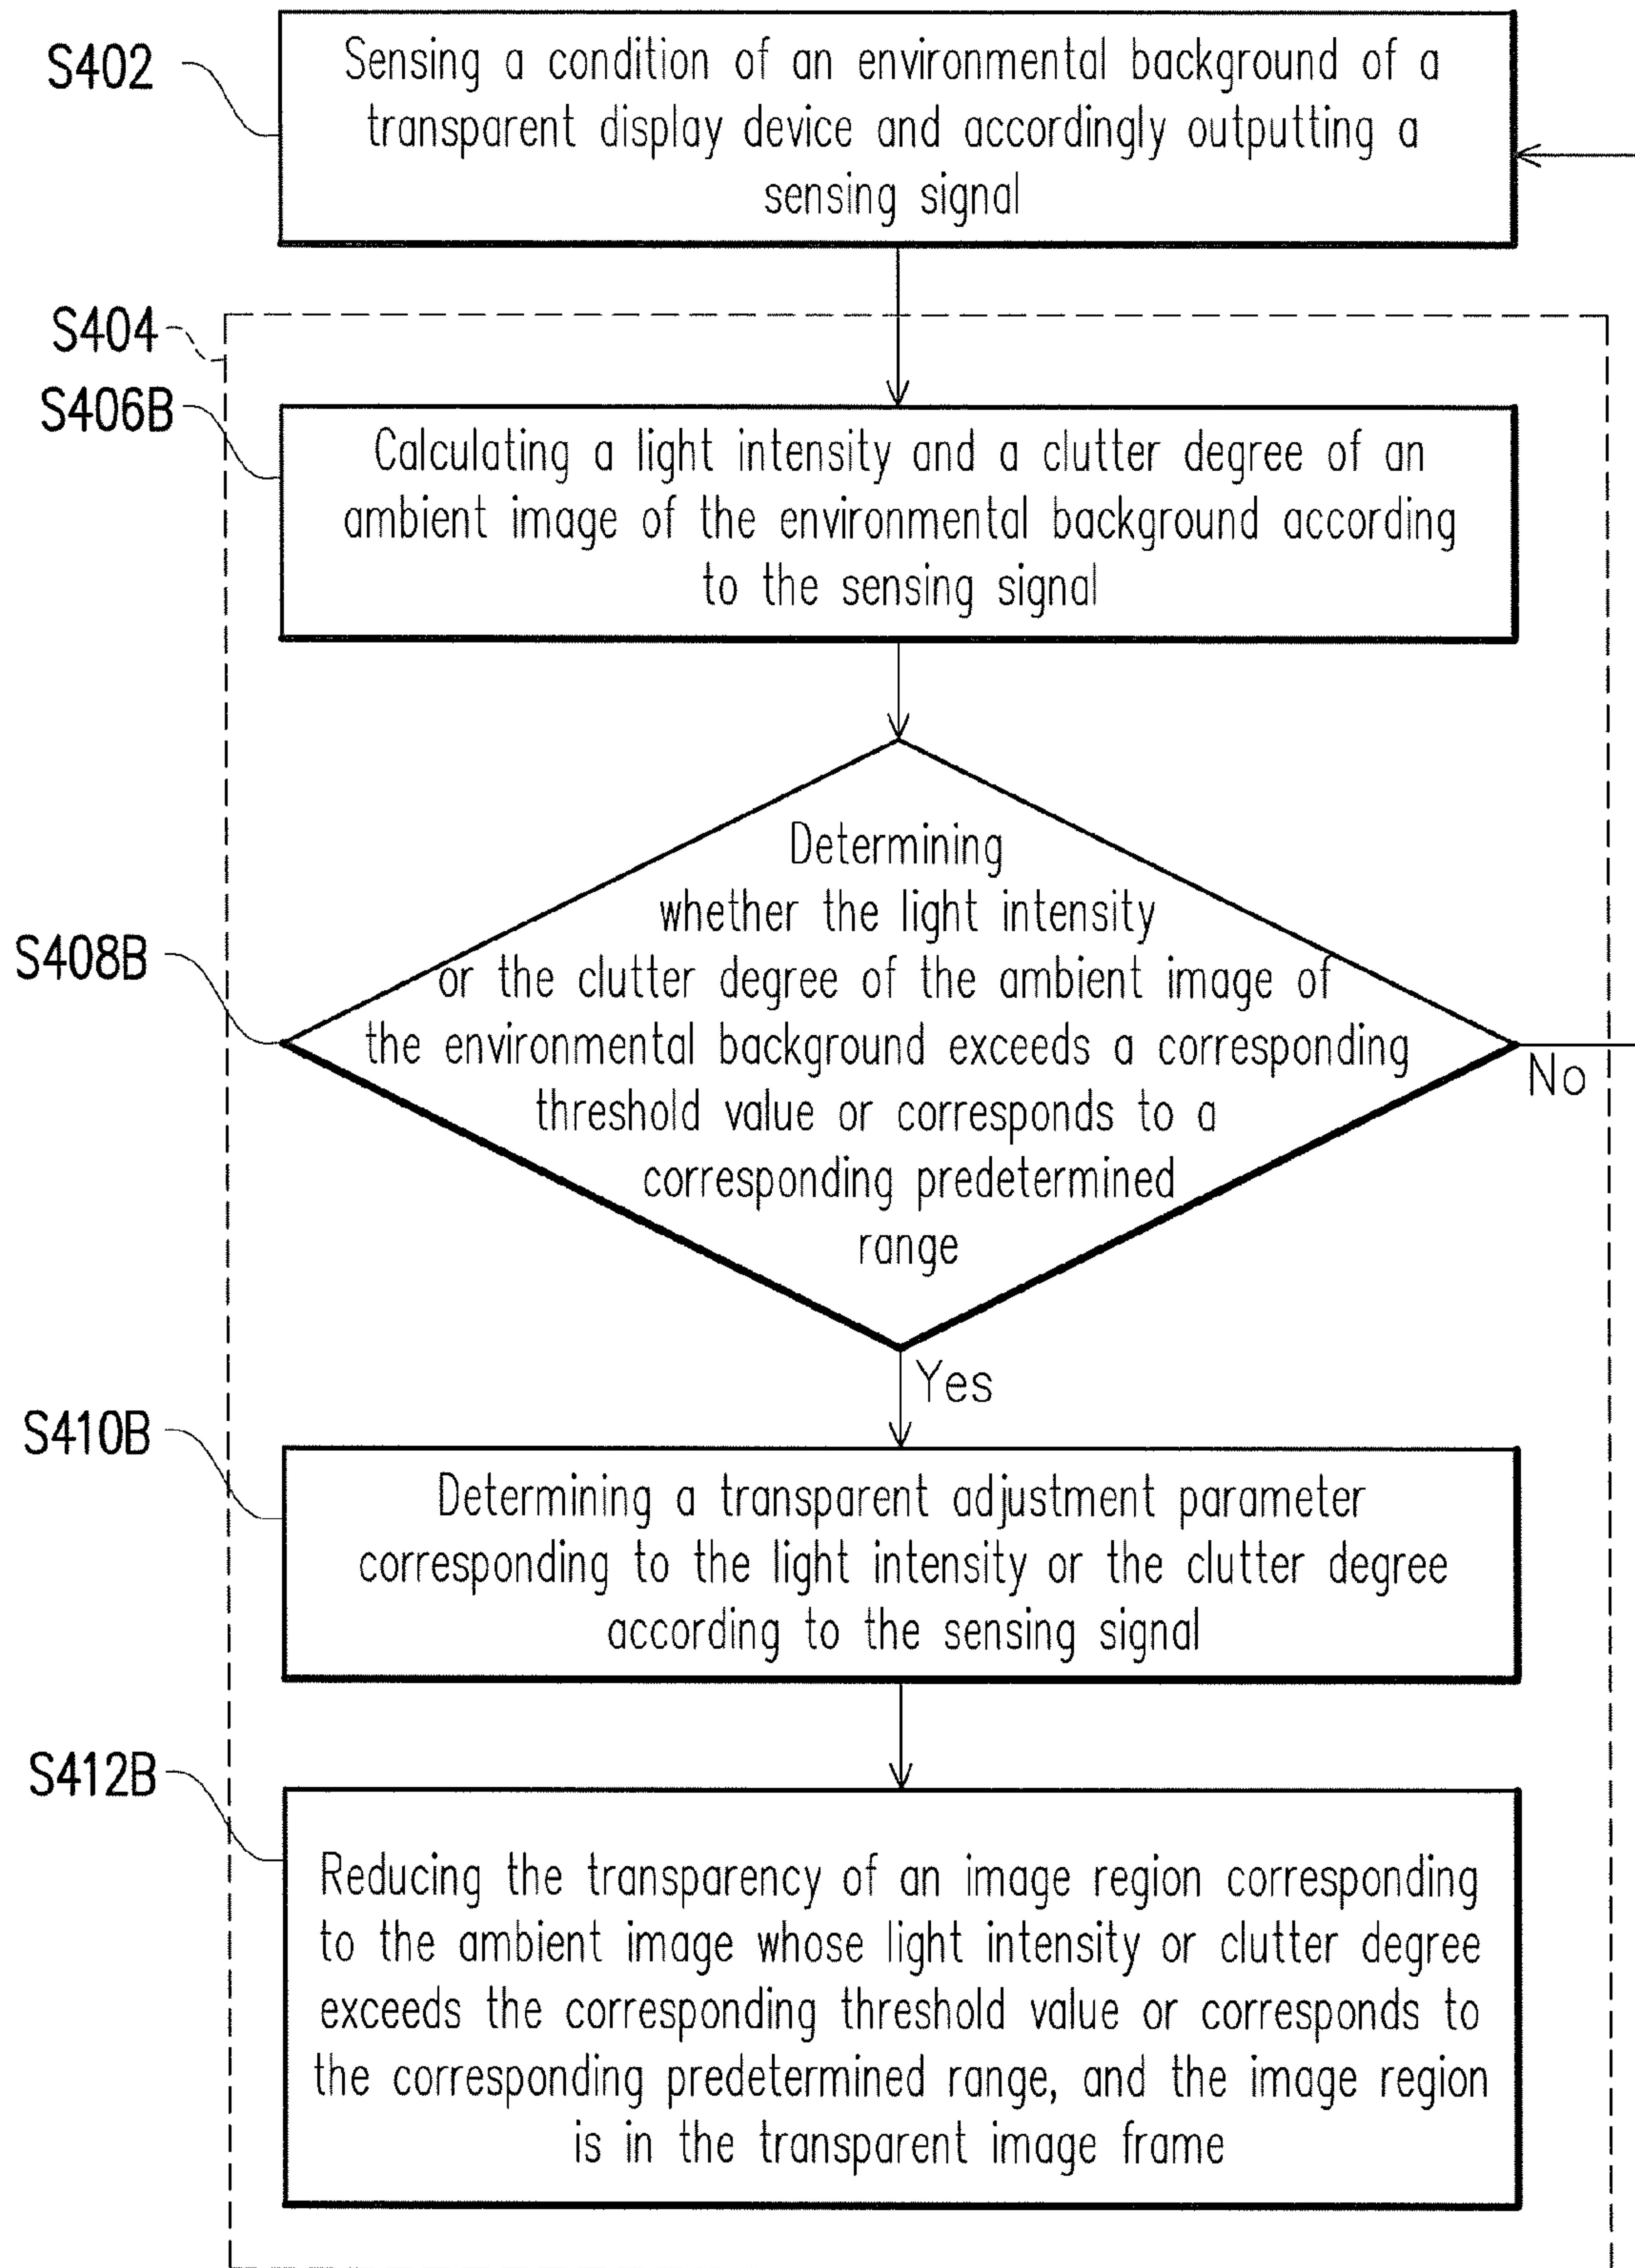 S402
Sensing a condition of an environmental background of a
transparent display device and accordingly outputting a
sensing signal
S404
S406B
Calculating a light intensity and a clutter degree of an
ambient image of the environmental background according
to the sensing signal
S408B
Determining
whether the light intensity
or the clutter degree of the ambient image of
the environmental background exceeds a corresponding
threshold value or corresponds to a
corresponding predetermined
range
No
Yes
S410B
Determining a transparent adjustment parameter
corresponding to the light intensity or the clutter degree
according to the sensing signal
S412B
Reducing the transparency of an image region corresponding
to the ambient image whose light intensity or clutter degree
exceeds the corresponding threshold value or corresponds to
the corresponding predetermined range, and the image region
is in the transparent image frame